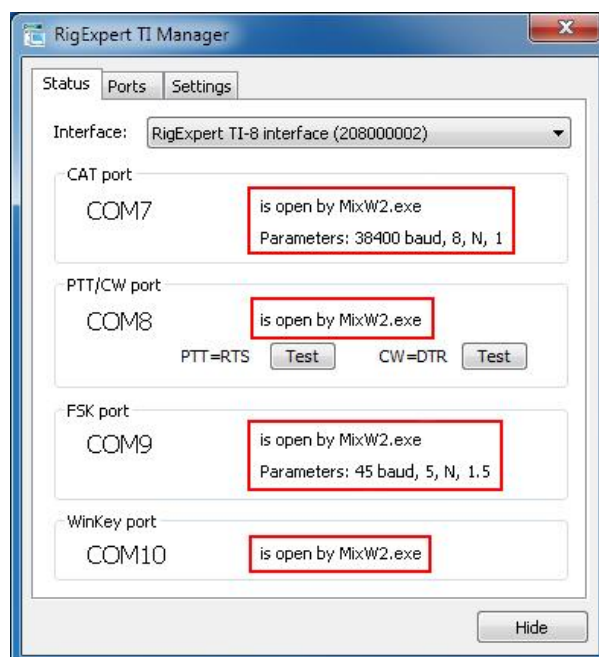 RigExpert TI Manager
Status Ports Settings
Interface: RigExpert TI-8 interface (208000002)
CAT port
COM7 is open by MixW2.exe
Parameters: 38400 baud, 8, N, 1
PTT/CW port
COM8 is open by MixW2.exe
PTT=RTS Test CW=DTR Test
FSK port
COM9 is open by MixW2.exe
Parameters: 45 baud, 5, N, 1.5
WinKey port
COM10 is open by MixW2.exe
Hide